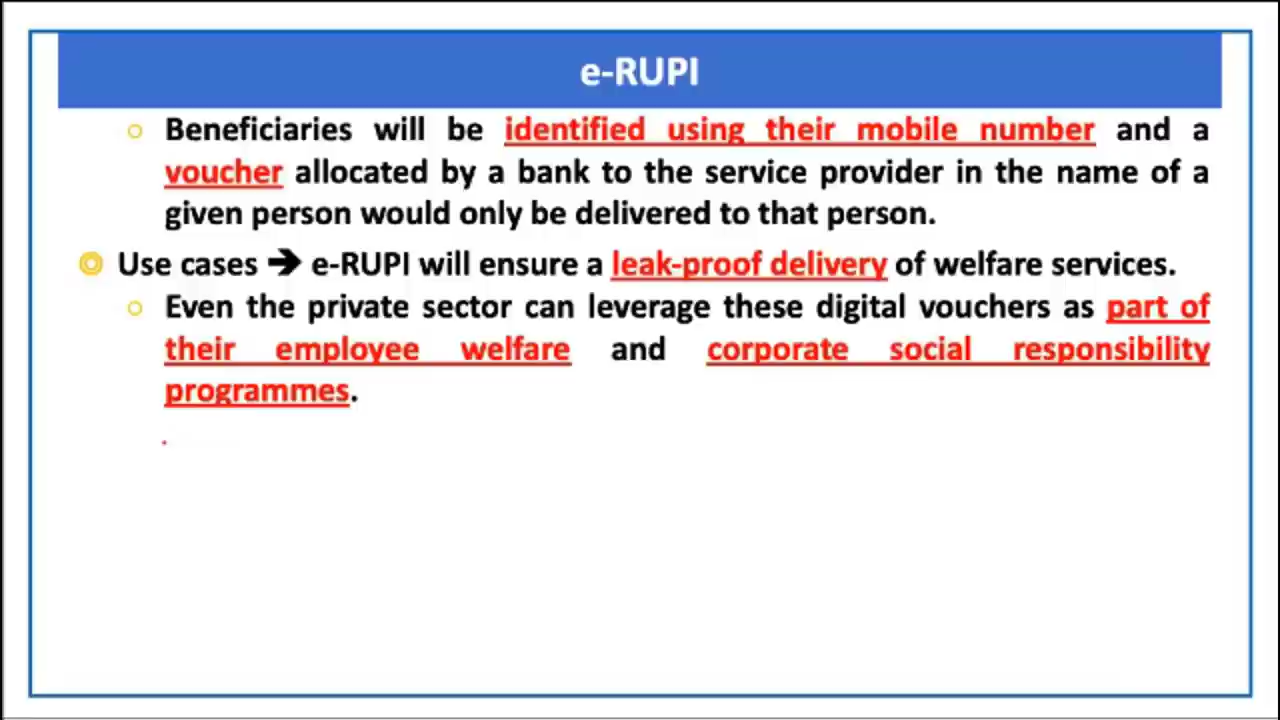 e-RUPI
○ Beneficiaries will be identified using their mobile number and a
voucher allocated by a bank to the service provider in the name of a
given person would only be delivered to that person.
Use cases ➔ e-RUPI will ensure a leak-proof delivery of welfare services.
○ Even the private sector can leverage these digital vouchers as part of
their employee welfare and corporate social responsibility
programmes.